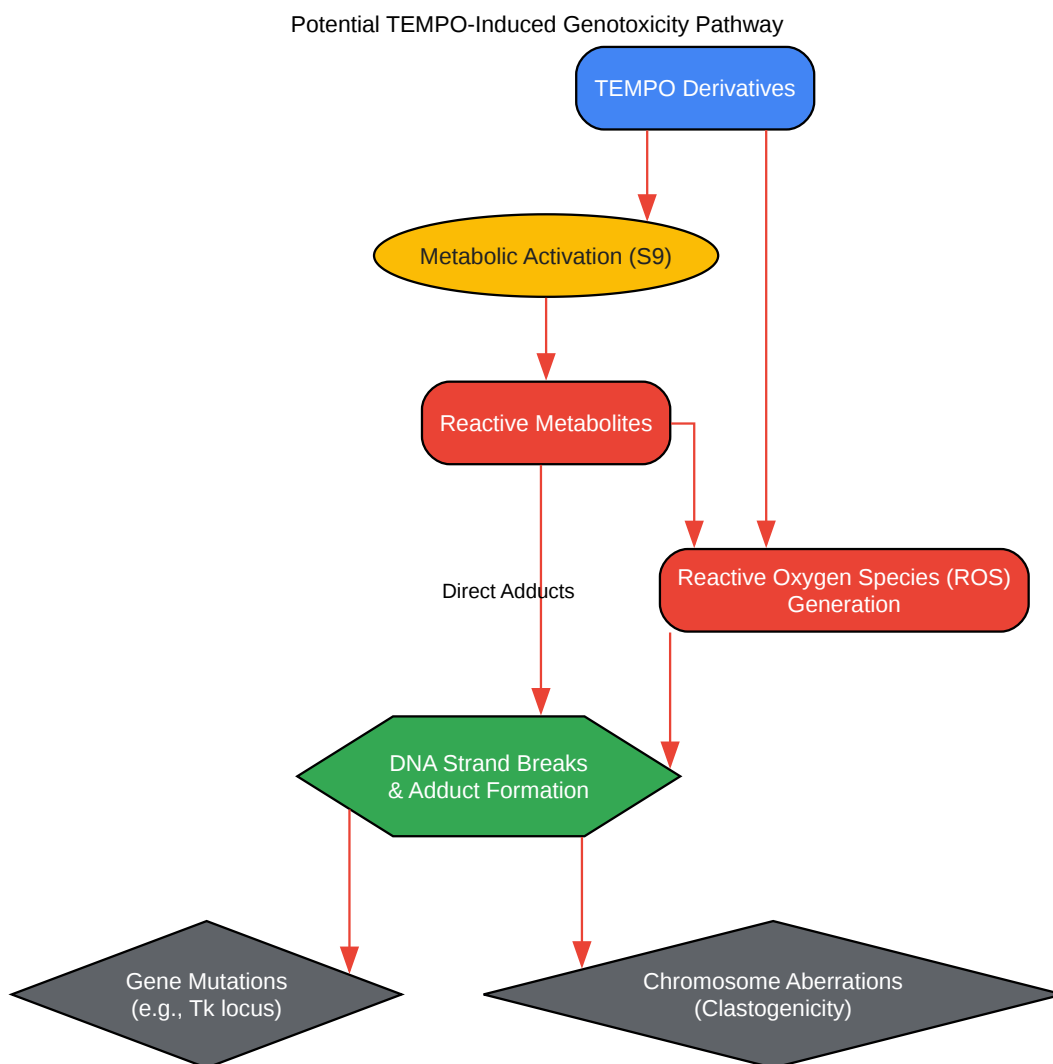 Potential TEMPO-Induced Genotoxicity Pathway
TEMPO Derivatives
Metabolic Activation (S9)
Reactive Metabolites
Reactive Oxygen Species (ROS)
Generation
Direct Adducts
DNA Strand Breaks
& Adduct Formation
Gene Mutations
(e.g., Tk locus)
Chromosome Aberrations
(Clastogenicity)